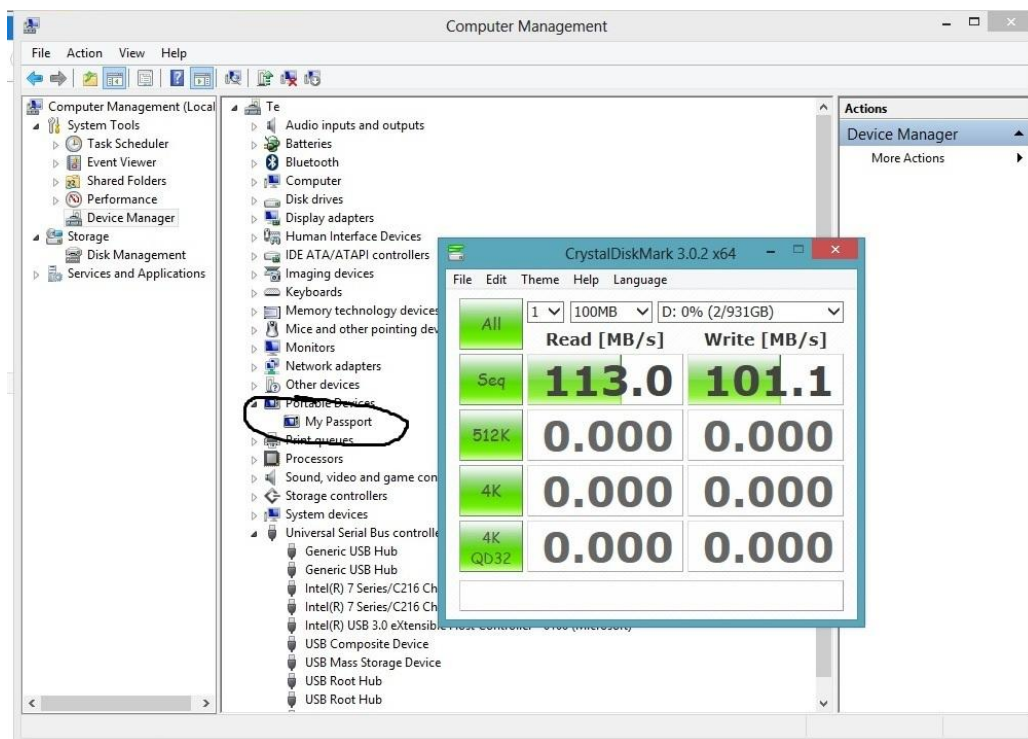 Computer Management
File Action View Help
Computer Management (Local
System Tools
Task Scheduler
Event Viewer
Shared Folders
Performance
Device Manager
Storage
Disk Management
Services and Applications
Te
Audio inputs and outputs
Batteries
Bluetooth
Computer
Disk drives
Display adapters
Human Interface Devices
IDE ATA/ATAPI controllers
Imaging devices
Keyboards
Memory technology devices
Mice and other pointing dev
Monitors
Network adapters
Other devices
Portable Devices
My Passport
Print queues
Processors
Sound, video and game con
Storage controllers
System devices
Universal Serial Bus controlle
Generic USB Hub
Generic USB Hub
Intel(R) 7 Series/C216 Ch
Intel(R) 7 Series/C216 Ch
Intel(R) USB 3.0 eXtensible Host Controller - 0100 (Microsoft)
USB Composite Device
USB Mass Storage Device
USB Root Hub
USB Root Hub
Actions
Device Manager
More Actions
CrystalDiskMark 3.0.2 x64
File Edit Theme Help Language
All 1 100MB D: 0% (2/931GB)
Read [MB/s] Write [MB/s]
Seq 113.0 101.1
512K 0.000 0.000
4K 0.000 0.000
4K QD32 0.000 0.000